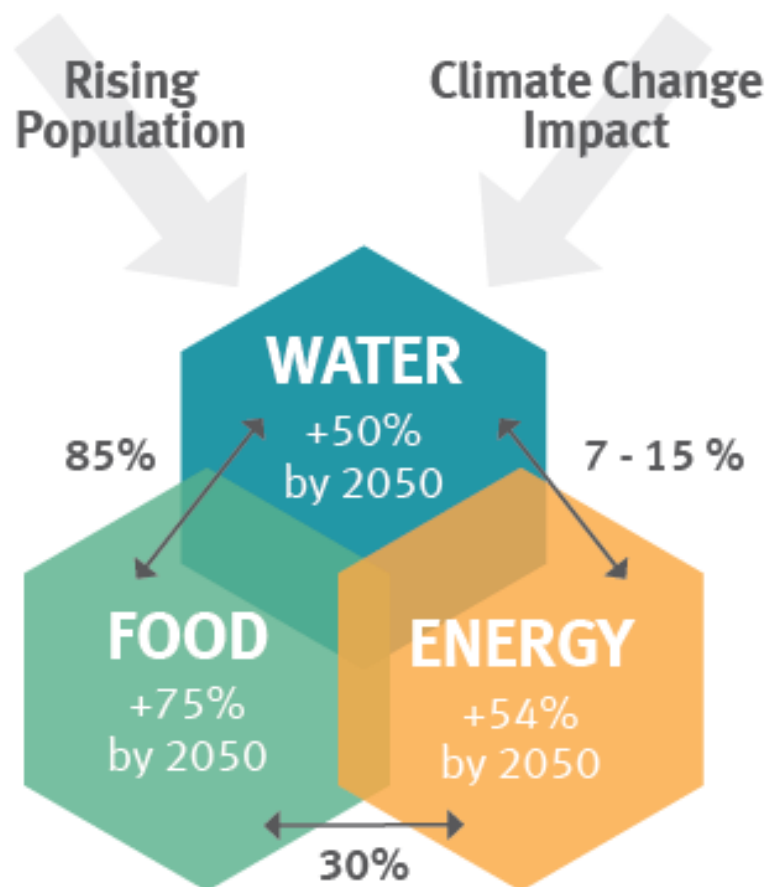 Rising
Population
Climate Change
Impact
WATER
+50%
by 2050
85%
7 - 15 %
FOOD
+75%
by 2050
ENERGY
+54%
by 2050
30%